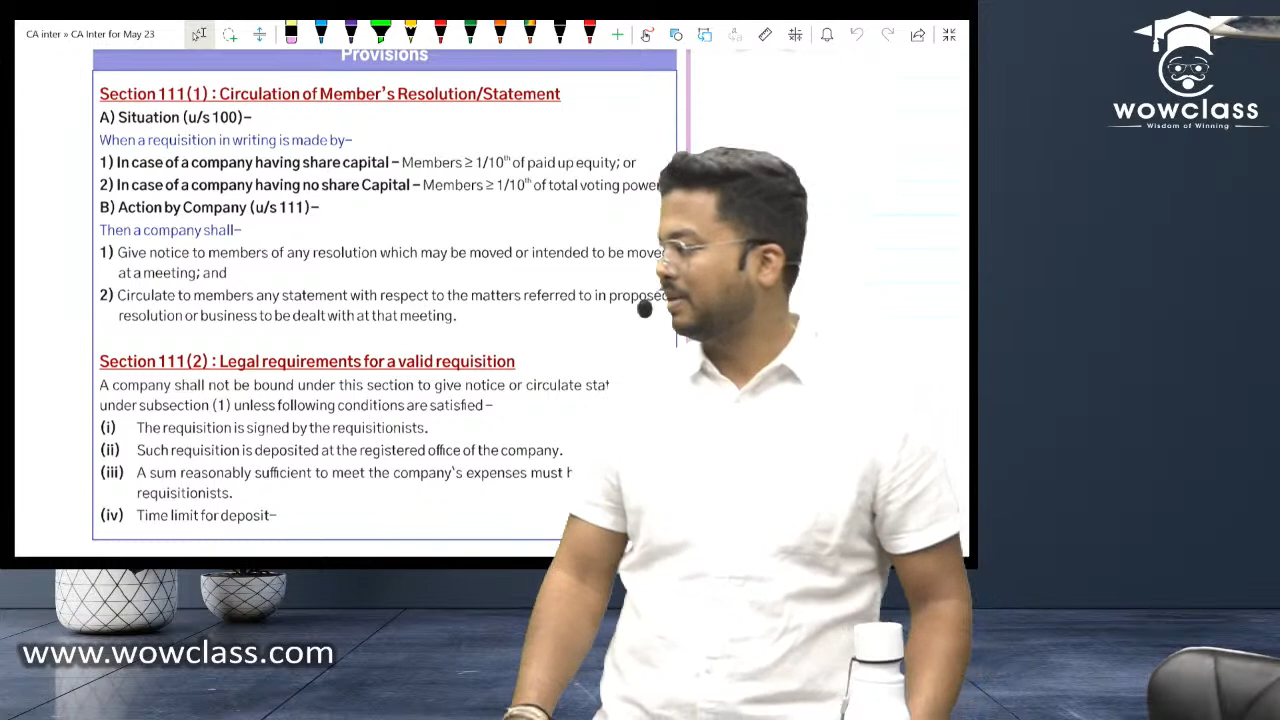 CA inter » CA Inter for May 23
Provisions
Section 111(1) : Circulation of Member's Resolution/Statement
A) Situation (u/s 100)–
When a requisition in writing is made by–
1) In case of a company having share capital – Members ≥ 1/10th of paid up equity; or
2) In case of a company having no share Capital – Members ≥ 1/10th of total voting power
B) Action by Company (u/s 111)–
Then a company shall–
1) Give notice to members of any resolution which may be moved or intended to be
at a meeting; and
2) Circulate to members any statement with respect to the matters referred to in proposed
resolution or business to be dealt with at that meeting.
Section 111(2) : Legal requirements for a valid requisition
A company shall not be bound under this section to give notice or circulate
under subsection (1) unless following conditions are satisfied –
(i) The requisition is signed by the requisitionists.
(ii) Such requisition is deposited at the registered office of the company.
(iii) A sum reasonably sufficient to meet the company's expenses must
requisitionists.
(iv) Time limit for deposit–
wowclass
Wisdom of Winning
www.wowclass.com